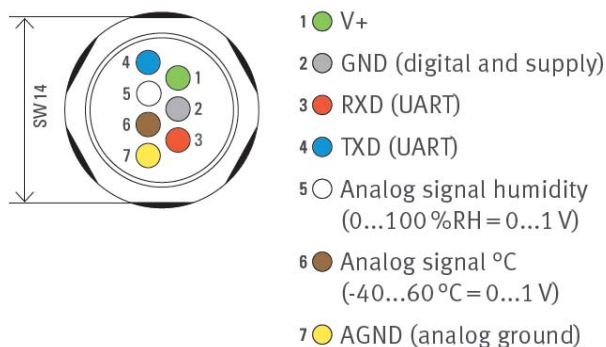 SW14
4
1
5
2
6
3
7
1 V+
2 GND (digital and supply)
3 RXD (UART)
4 TXD (UART)
5 Analog signal humidity
(0...100 %RH = 0...1 V)
6 Analog signal ºC
(-40...60 ºC = 0...1 V)
7 AGND (analog ground)